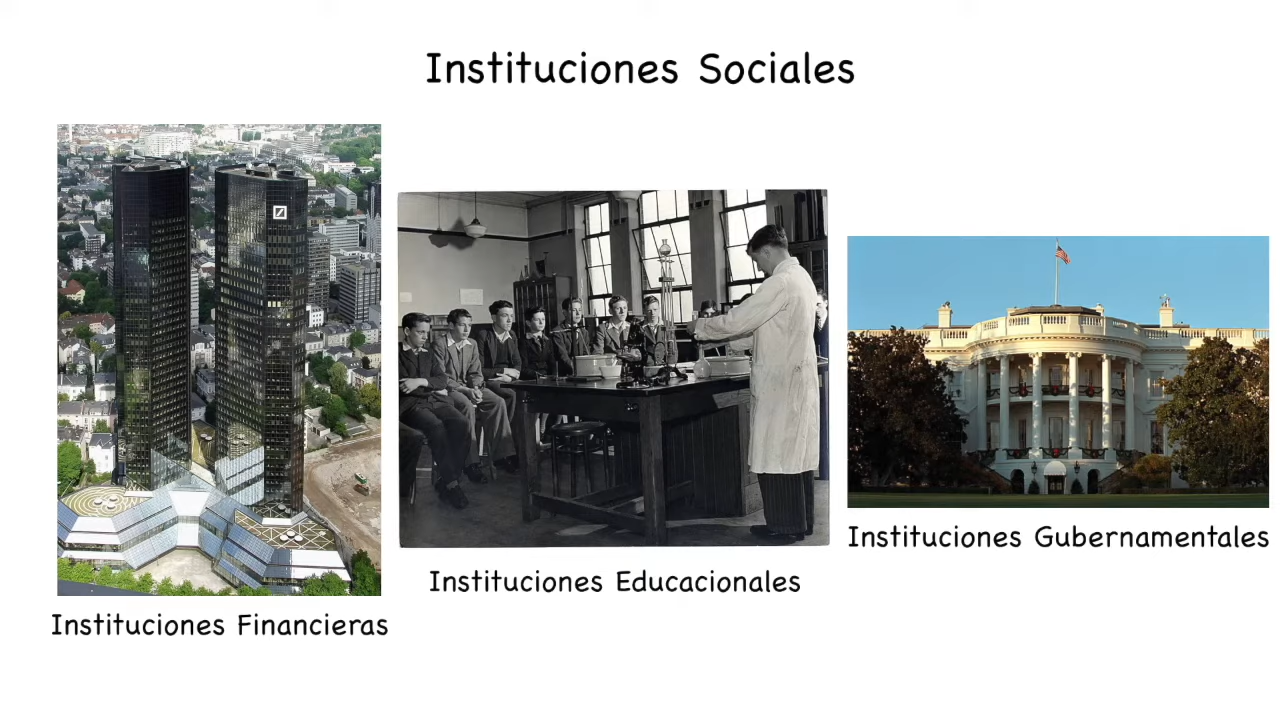 Instituciones Sociales
Instituciones Financieras
Instituciones Educacionales
Instituciones Gubernamentales